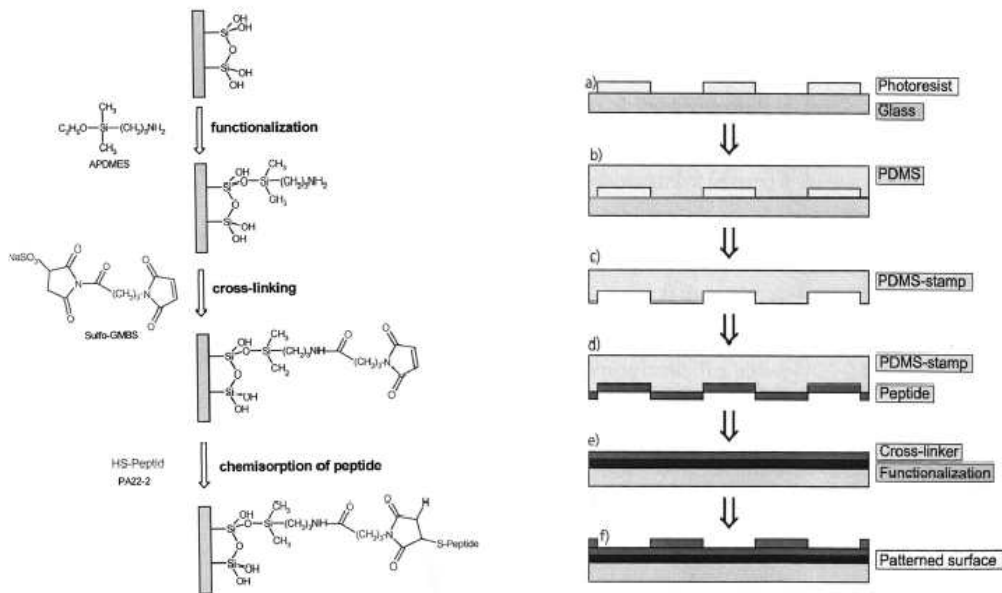 OH
Si OH
O
Si OH
OH
CH₃
C₂H₅O—Si—(CH₂)₃NH₂
CH₃
APDMES
functionalization
OH CH₃
Si O—Si—(CH₂)₃NH₂
O CH₃
Si OH
OH
NaSO₃
O
O
N
O
(CH₂)₃
N
O
O
Sulfo-GMBS
cross-linking
OH CH₃
Si O—Si—(CH₂)₃NH
O CH₃
Si OH
OH
O
(CH₂)₃
N
O
O
HS-Peptid
PA22-2
chemisorption of peptide
OH CH₃
Si O—Si—(CH₂)₃NH
O CH₃
Si OH
OH
O
(CH₂)₃
N
O
O
H
S-Peptide
a)
Photoresist
Glass
b)
PDMS
c)
PDMS-stamp
d)
PDMS-stamp
Peptide
e)
Cross-linker
Functionalization
f)
Patterned surface